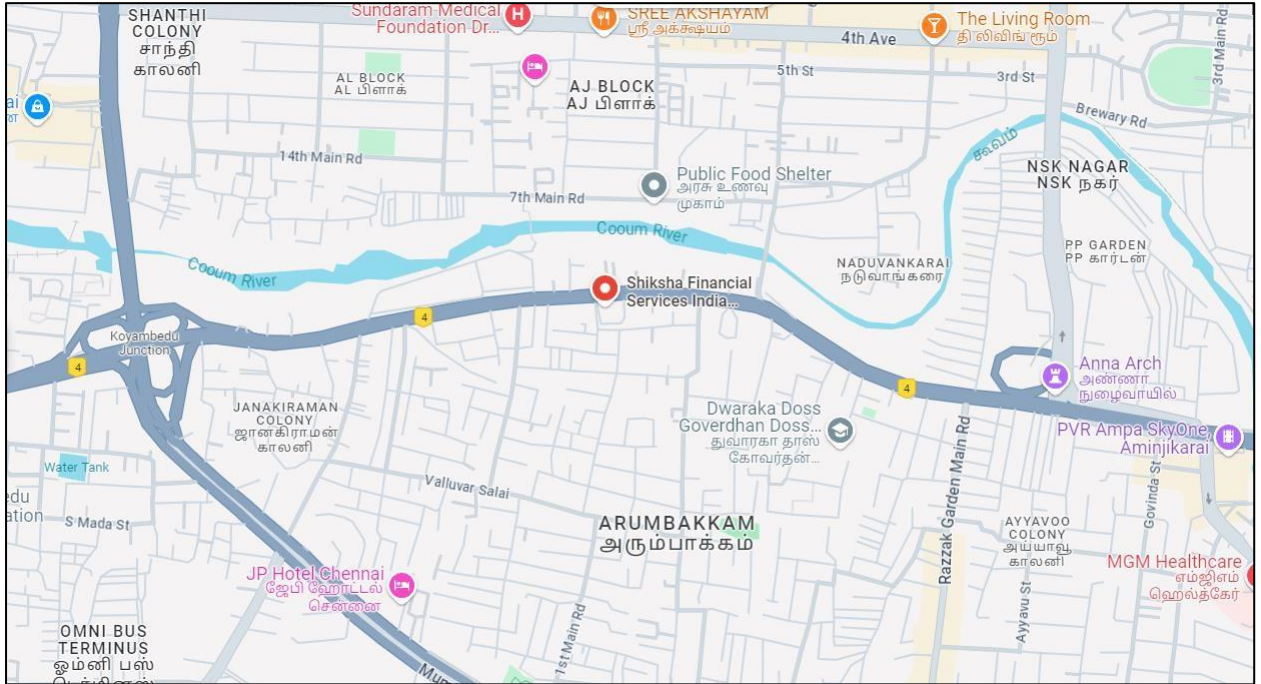 SHANTHI
COLONY
சாந்தி
காலனி
Sundaram Medical
Foundation Dr...
H
SREE AKSHAYAM
ஸ்ரீ அக்க்ஷயம்
The Living Room
தி லிவிங் ரூம்
4th Ave
5th St
3rd St
3rd Main Rd
AL BLOCK
AL பிளாக்
AJ BLOCK
AJ பிளாக்
ai
Brewary Rd
கூவம்
14th Main Rd
Public Food Shelter
அரசு உணவு
முகாம்
NSK NAGAR
NSK நகர்
7th Main Rd
Cooum River
Cooum River
PP GARDEN
PP கார்டன்
NADUVANKARAI
நடுவாங்கரை
Shiksha Financial
Services India...
4
Koyambedu
Junction
4
Anna Arch
அண்ணா
நுழைவாயில்
4
JANAKIRAMAN
COLONY
ஜானகிராமன்
காலனி
Dwaraka Doss
Goverdhan Doss...
துவாரகா தாஸ்
கோவர்தன்...
PVR Ampa SkyOne,
Aminjikarai
Water Tank
edu
ation
S Mada St
Valluvar Salai
ARUMBAKKAM
அரும்பாக்கம்
Razzak Garden Main Rd
Govinda St
AYYAVOO
COLONY
அய்யாவூ
காலனி
Ayyavu St
MGM Healthcare
எம்ஜிஎம்
ஹெல்த்கேர்
JP Hotel Chennai
ஜேபி ஹோட்டல்
சென்னை
1st Main Rd
OMNI BUS
TERMINUS
ஓம்னி பஸ்